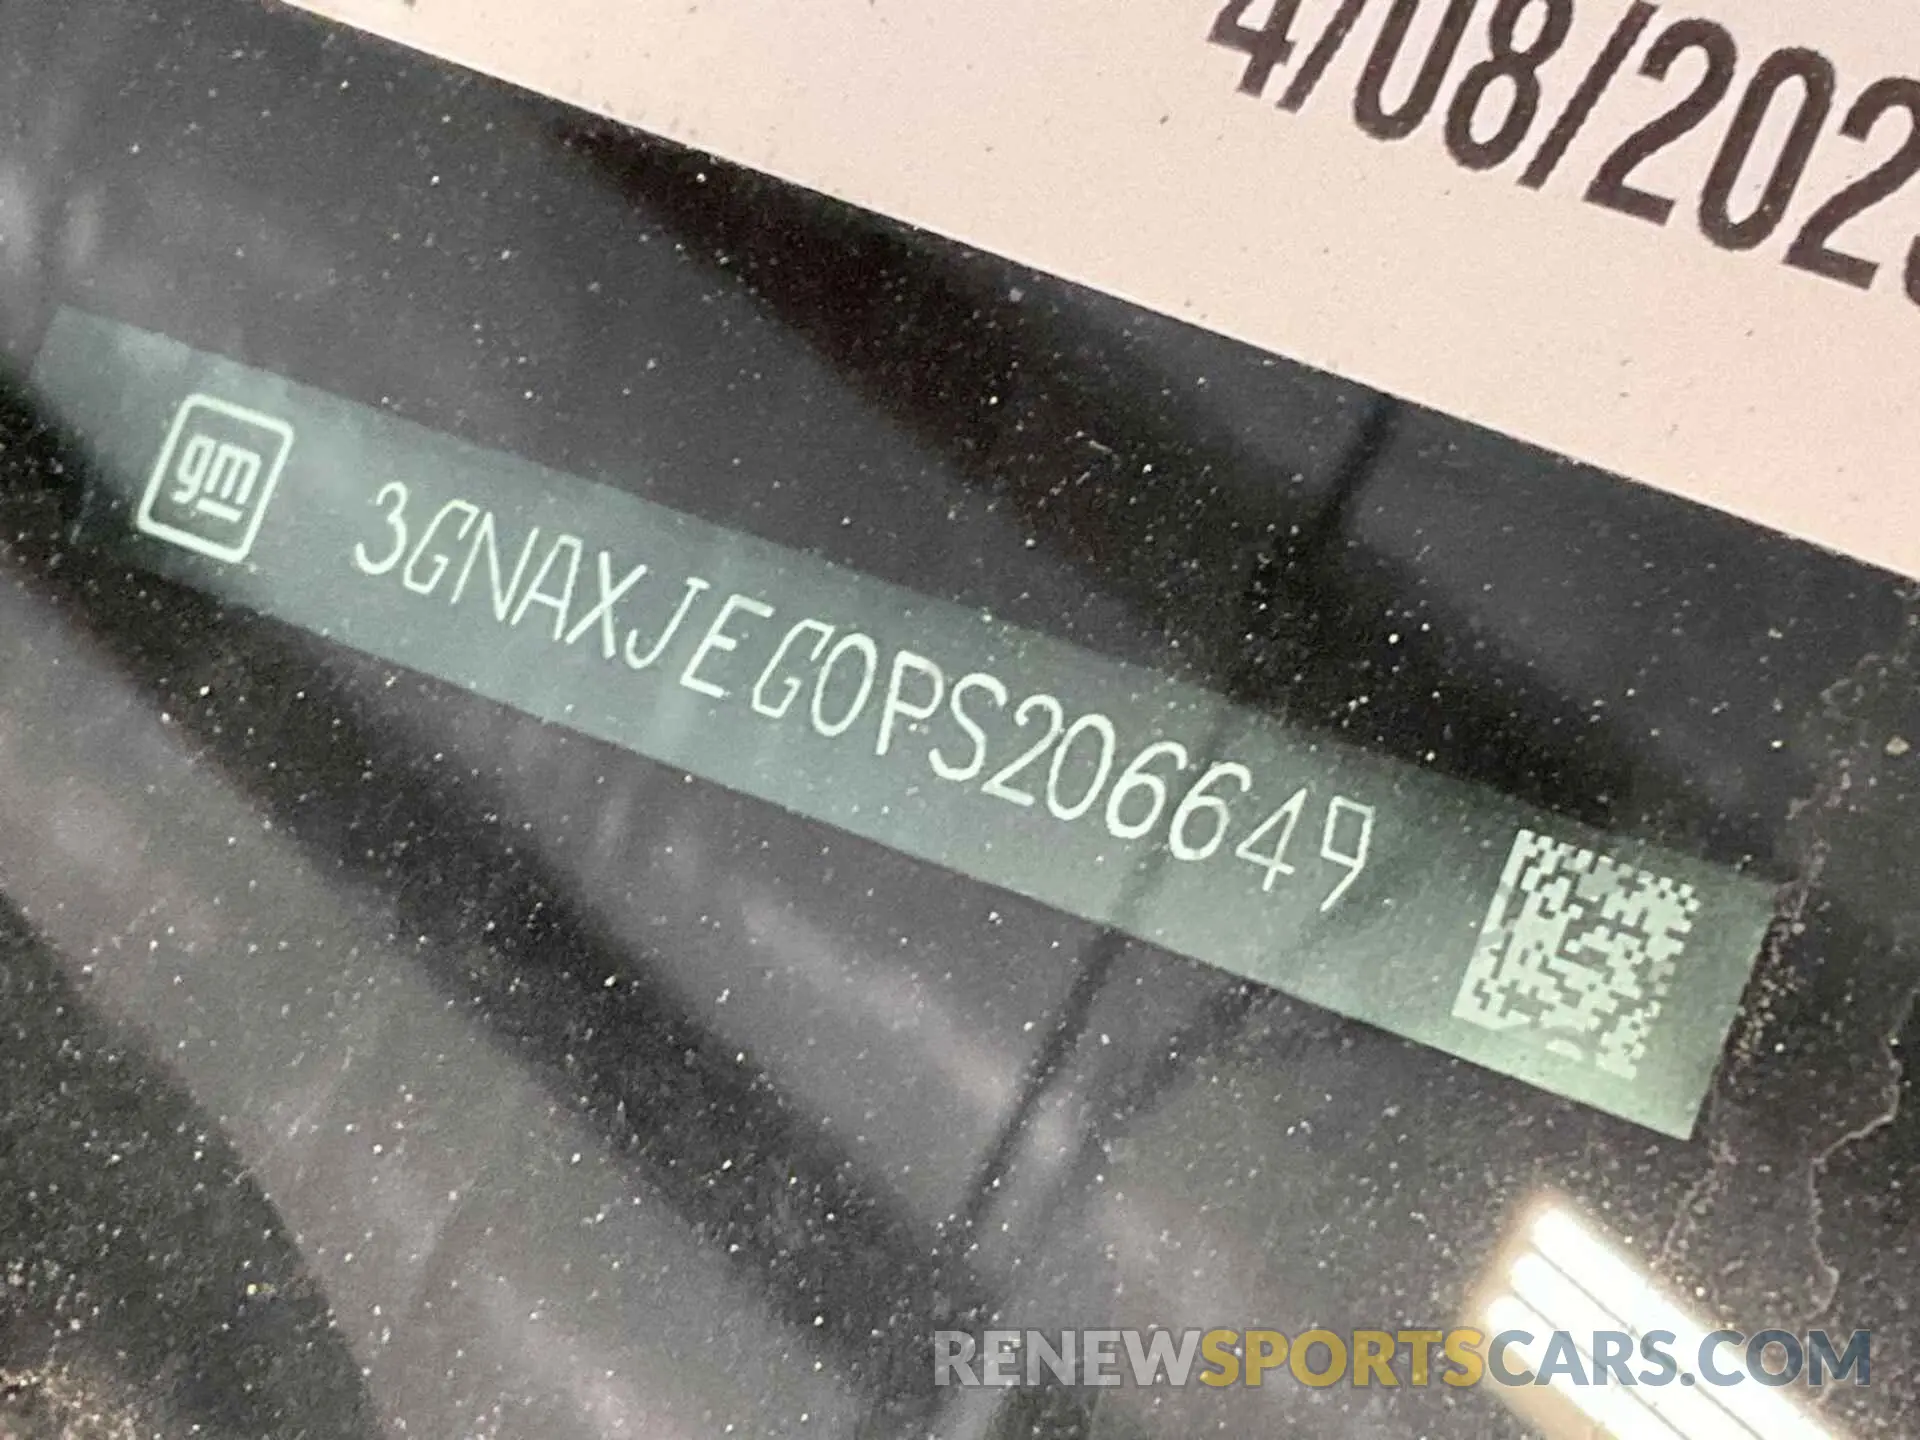 4/08/202
gm 3GNAXJEG0PS206649
RENEWSPORTSCARS.COM